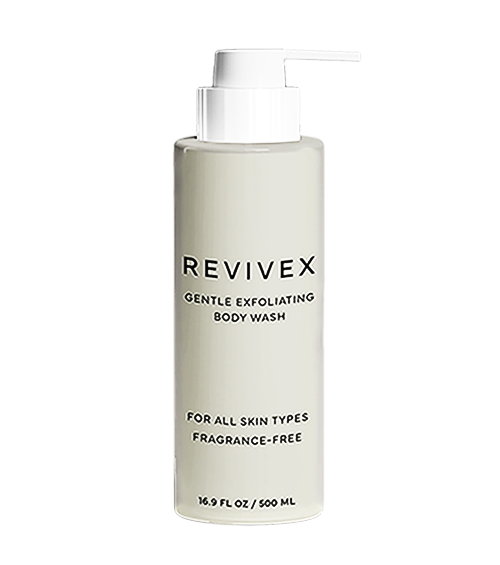 REVIVEX
GENTLE EXFOLIATING
BODY WASH
FOR ALL SKIN TYPES
FRAGRANCE-FREE
16.9 FL OZ / 500 ML